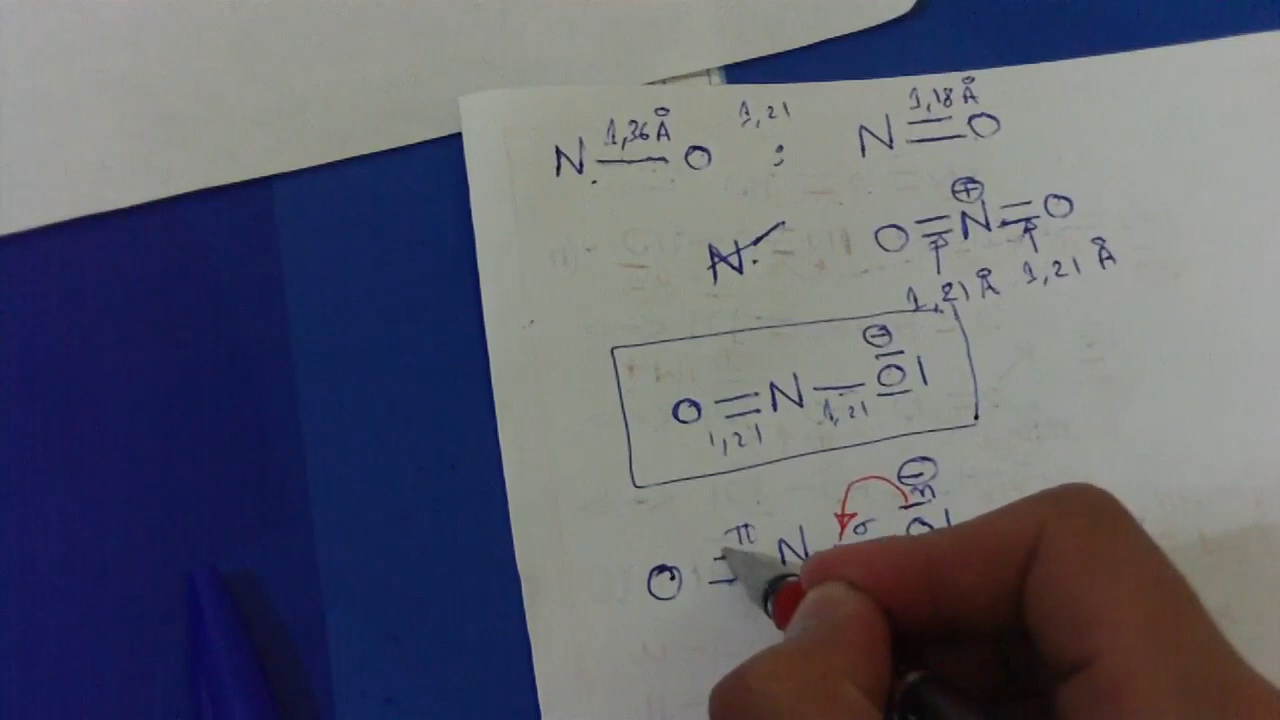 1,36 Å 1,21 1,18 Å
N — O : N = O
N
⊕
O = N = O
1,21 Å 1,21 Å
⊖
O = N — O
1,21 1,21
⊖
π σ
O = N O